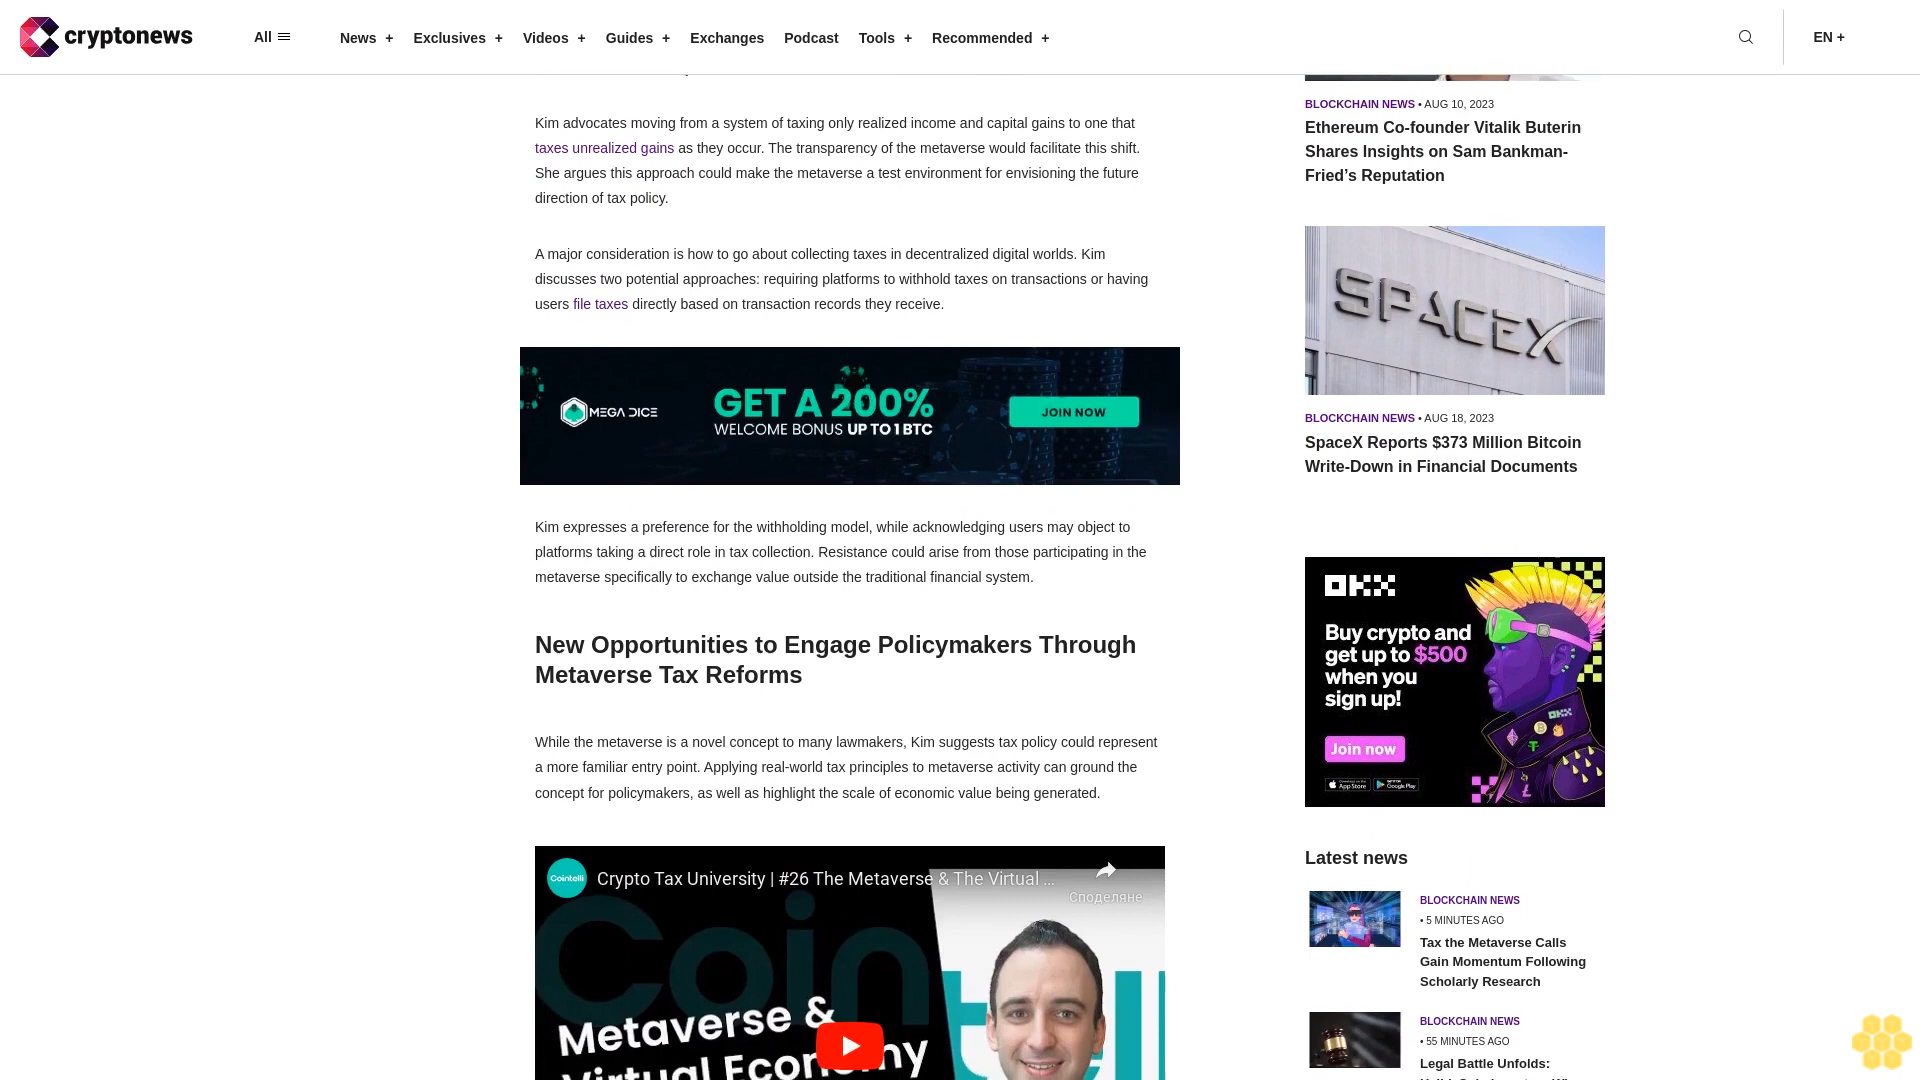 cryptonews
All
News +
Exclusives +
Videos +
Guides +
Exchanges
Podcast
Tools +
Recommended +
EN +
Kim advocates moving from a system of taxing only realized income and capital gains to one that
taxes unrealized gains as they occur. The transparency of the metaverse would facilitate this shift.
She argues this approach could make the metaverse a test environment for envisioning the future
direction of tax policy.
A major consideration is how to go about collecting taxes in decentralized digital worlds. Kim
discusses two potential approaches: requiring platforms to withhold taxes on transactions or having
users file taxes directly based on transaction records they receive.
MEGA DICE
GET A 200%
WELCOME BONUS UP TO 1 BTC
JOIN NOW
Kim expresses a preference for the withholding model, while acknowledging users may object to
platforms taking a direct role in tax collection. Resistance could arise from those participating in the
metaverse specifically to exchange value outside the traditional financial system.
New Opportunities to Engage Policymakers Through
Metaverse Tax Reforms
While the metaverse is a novel concept to many lawmakers, Kim suggests tax policy could represent
a more familiar entry point. Applying real-world tax principles to metaverse activity can ground the
concept for policymakers, as well as highlight the scale of economic value being generated.
Cointelli
Crypto Tax University | #26 The Metaverse & The Virtual ...
Споделяне
Metaverse &
Virtual Economy
BLOCKCHAIN NEWS • AUG 10, 2023
Ethereum Co-founder Vitalik Buterin
Shares Insights on Sam Bankman-
Fried’s Reputation
SPACEX
BLOCKCHAIN NEWS • AUG 18, 2023
SpaceX Reports $373 Million Bitcoin
Write-Down in Financial Documents
OKX
Buy crypto and
get up to $500
when you
sign up!
Join now
App Store
Google Play
Latest news
BLOCKCHAIN NEWS
• 5 MINUTES AGO
Tax the Metaverse Calls
Gain Momentum Following
Scholarly Research
BLOCKCHAIN NEWS
• 55 MINUTES AGO
Legal Battle Unfolds: